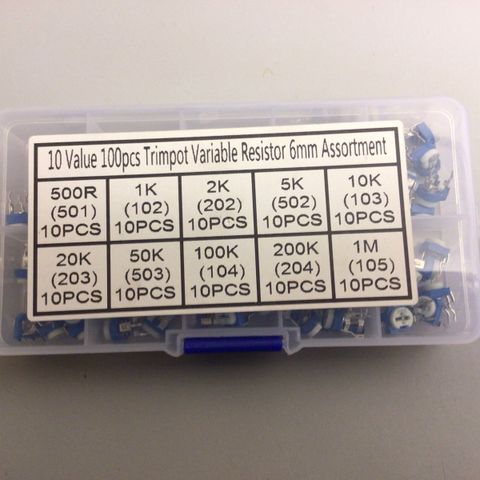 10 Value 100pcs Trimpot Variable Resistor 6mm Assortment
500R 1K 2K 5K 10K
(501) (102) (202) (502) (103)
10PCS 10PCS 10PCS 10PCS 10PCS
20K 50K 100K 200K 1M
(203) (503) (104) (204) (105)
10PCS 10PCS 10PCS 10PCS 10PCS